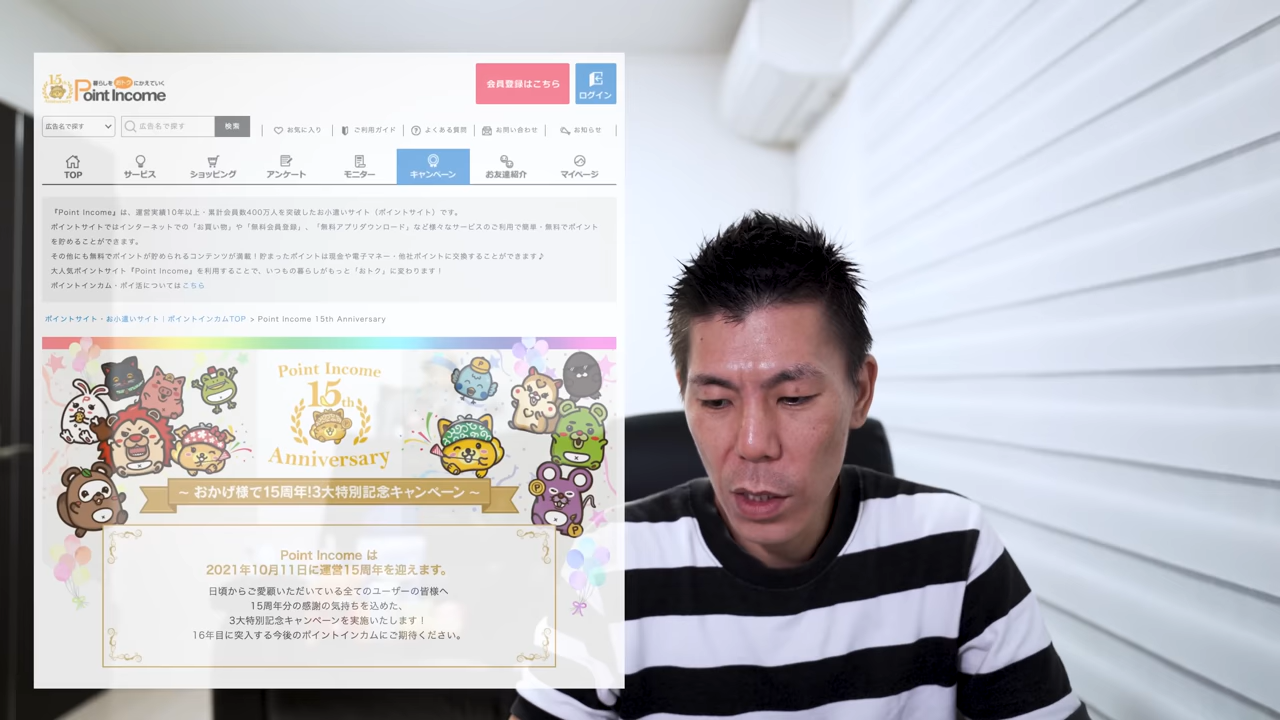 15
暮らしを おトク にかえていく
Point Income
会員登録はこちら
ログイン
広告名で探す
広告名で探す
検索
お気に入り
ご利用ガイド
よくある質問
お問い合わせ
お知らせ
TOP
サービス
ショッピング
アンケート
モニター
キャンペーン
お友達紹介
マイページ
『Point Income』は、運営実績10年以上・累計会員数400万人を突破したお小遣いサイト（ポイントサイト）です。
ポイントサイトではインターネットでの「お買い物」や「無料会員登録」、「無料アプリダウンロード」など様々なサービスのご利用で簡単・無料でポイント
を貯めることができます。
その他にも無料でポイントが貯められるコンテンツが満載！貯まったポイントは現金や電子マネー・他社ポイントに交換することができます♪
大人気ポイントサイト『Point Income』を利用することで、いつもの暮らしがもっと「おトク」に変わります！
ポイントインカム・ポイ活についてはこちら
ポイントサイト・お小遣いサイト｜ポイントインカムTOP > Point Income 15th Anniversary
Point Income
15th
Anniversary
～ おかげ様で15周年!3大特別記念キャンペーン ～
Point Income は
2021年10月11日に運営15周年を迎えます。
日頃からご愛顧いただいている全てのユーザーの皆様へ
15周年分の感謝の気持ちを込めた、
3大特別記念キャンペーンを実施いたします！
16年目に突入する今後のポイントインカムにご期待ください。